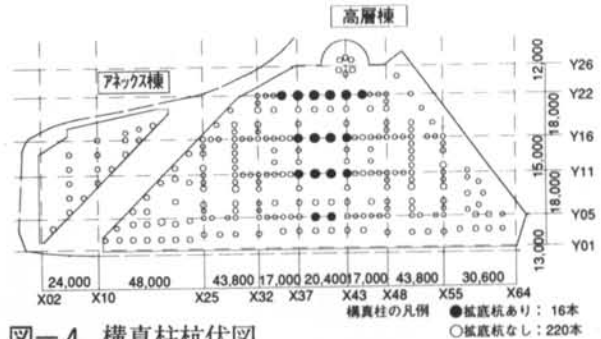 高層棟
アネックス棟
Y26
Y22
Y16
Y11
Y05
Y01
12,000
18,000
15,000
18,000
13,000
24,000 48,000 43,800 17,000 20,400 17,000 43,800 30,600
X02 X10 X25 X32 X37 X43 X48 X55 X64
構真柱の凡例 ●拡底杭あり：16本
○拡底杭なし：220本
図－4 構真柱杭伏図